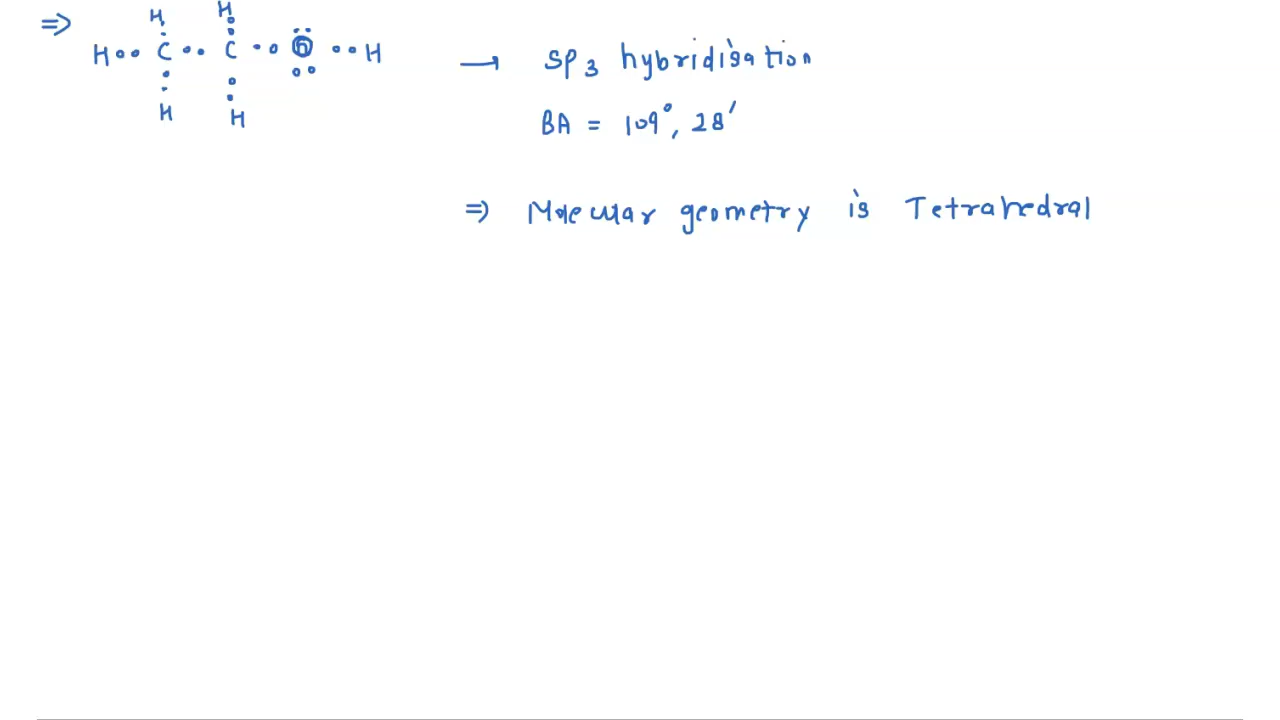 ⇒ H H
H : C : C : O : H → SP3 hybridisation
H H
BA = 109°, 28'
⇒ Molecular geometry is Tetrahedral